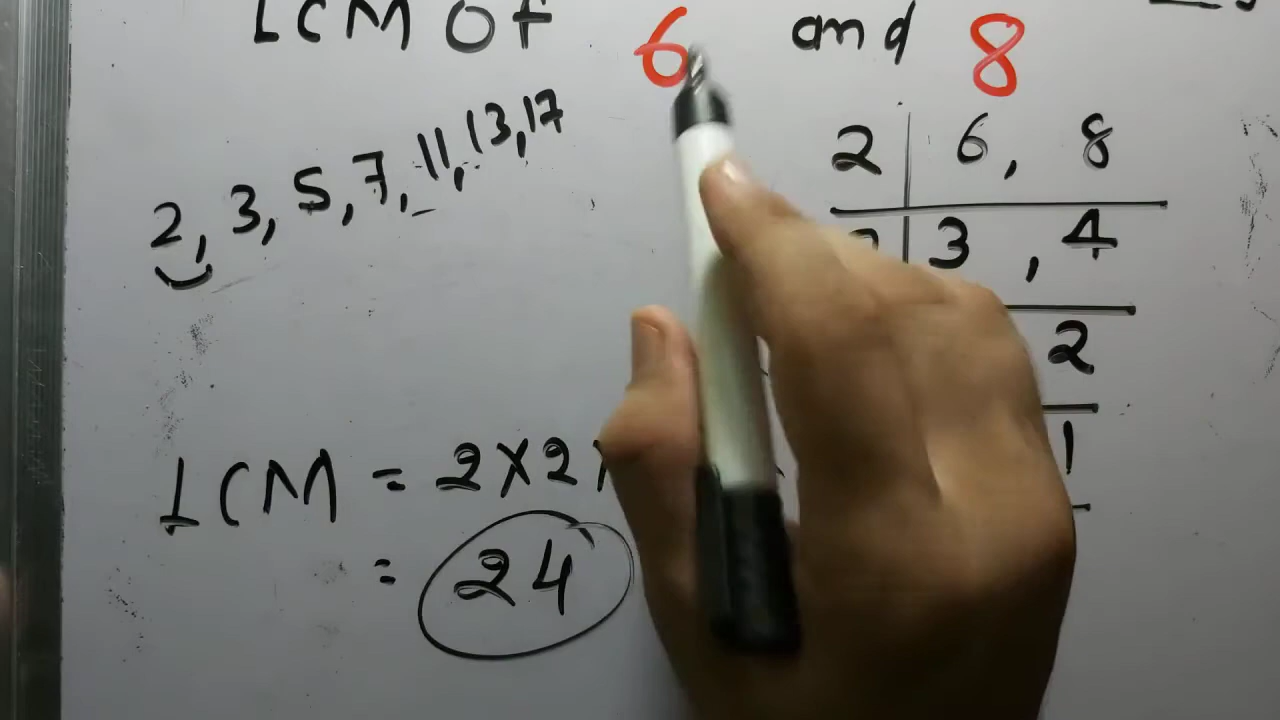 LCM Of 6 and 8
2, 3, 5, 7, 11, 13, 17
2 | 6, 8
3, 4
2
1
LCM = 2×2
= 24